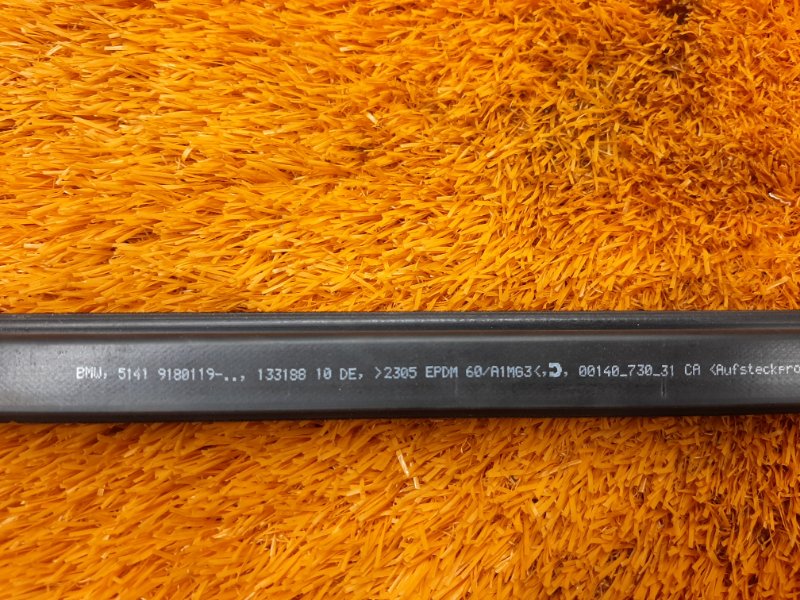 BMW, 5141 9180119-.., 133188 10 DE, >2305 EPDM 60/A1MG3<, 00140_730_31 CA <Aufsteckpro